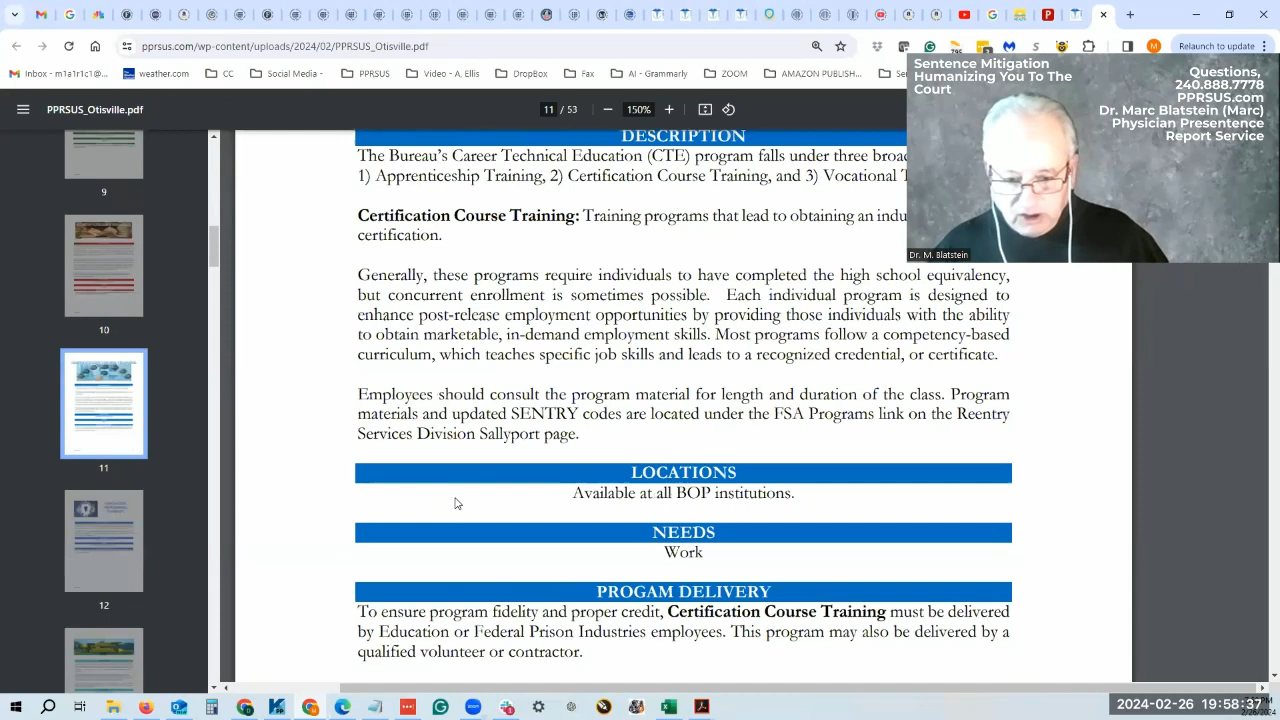 pprsus.com/wp-content/uploads/2024/02/PPRSUS_Otisville.pdf
Relaunch to update
Inbox - m1a1r1c1@...
weather.com
CC
Social Media
PPRSUS
Video - A. Ellis
DropBox
Fax
AI - Grammarly
ZOOM
AMAZON PUBLISH...
PPRSUS_Otisville.pdf
11 / 53
150%
Sentence Mitigation
Humanizing You To The
Court
Questions,
240.888.7778
PPRSUS.com
Dr. Marc Blatstein (Marc)
Physician Presentence
Report Service
Dr. M. Blatstein
9
10
11
12
DESCRIPTION
The Bureau's Career Technical Education (CTE) program falls under three broad
1) Apprenticeship Training, 2) Certification Course Training, and 3) Vocational T
Certification Course Training: Training programs that lead to obtaining an indu
certification.
Generally, these programs require individuals to have completed the high school equivalency,
but concurrent enrollment is sometimes possible. Each individual program is designed to
enhance post-release employment opportunities by providing those individuals with the ability
to obtain marketable, in-demand employment skills. Most programs follow a competency-based
curriculum, which teaches specific job skills and leads to a recognized credential, or certificate.
Employees should consult the program material for length and duration of the class. Program
materials and updated SENTRY codes are located under the FSA Programs link on the Reentry
Services Division Sallyport page.
LOCATIONS
Available at all BOP institutions.
NEEDS
Work
PROGAM DELIVERY
To ensure program fidelity and proper credit, Certification Course Training must be delivered
by Education or Federal Prison Industries employees. This program may also be delivered by a
qualified volunteer or contractor.
2024-02-26 19:58:37